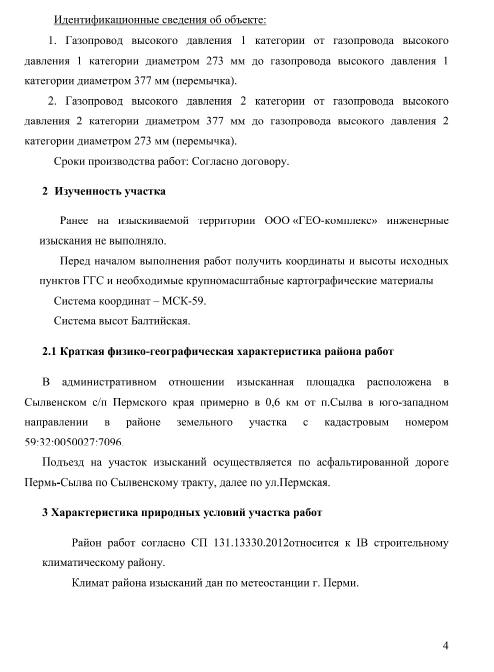 Идентификационные сведения об объекте:
1. Газопровод высокого давления 1 категории от газопровода высокого
давления 1 категории диаметром 273 мм до газопровода высокого давления 1
категории диаметром 377 мм (перемычка).
2. Газопровод высокого давления 2 категории от газопровода высокого
давления 2 категории диаметром 377 мм до газопровода высокого давления 2
категории диаметром 273 мм (перемычка).
Сроки производства работ: Согласно договору.
2 Изученность участка
Ранее на изыскиваемой территории ООО «ГЕО-комплекс» инженерные
изыскания не выполняло.
Перед началом выполнения работ получить координаты и высоты исходных
пунктов ГГС и необходимые крупномасштабные картографические материалы
Система координат – МСК-59.
Система высот Балтийская.
2.1 Краткая физико-географическая характеристика района работ
В административном отношении изысканная площадка расположена в
Сылвенском с/п Пермского края примерно в 0,6 км от п.Сылва в юго-западном
направлении в районе земельного участка с кадастровым номером
59:32:0050027:7096.
Подъезд на участок изысканий осуществляется по асфальтированной дороге
Пермь-Сылва по Сылвенскому тракту, далее по ул.Пермская.
3 Характеристика природных условий участка работ
Район работ согласно СП 131.13330.2012относится к IВ строительному
климатическому району.
Климат района изысканий дан по метеостанции г. Перми.
4